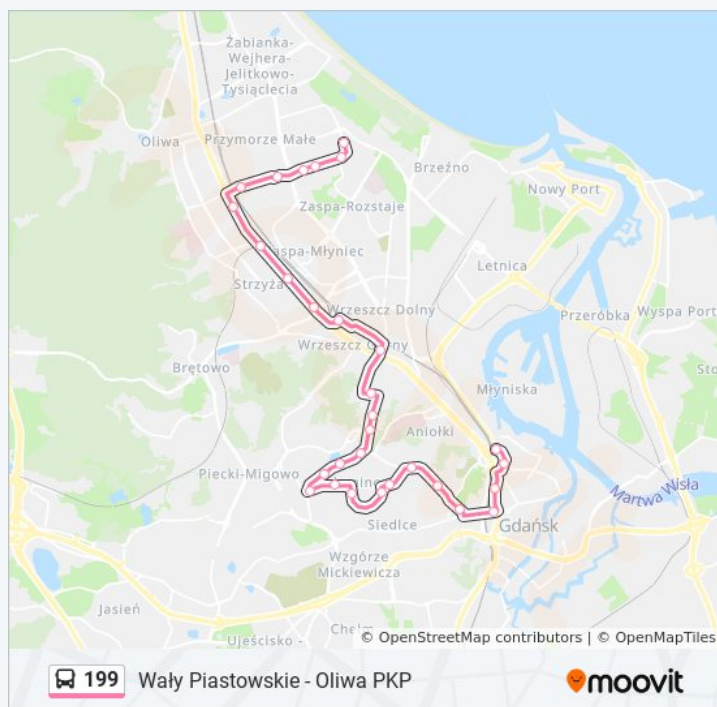 Żabianka-
Wejhera-
Jelitkowo-
Tysiąclecia
Oliwa
Przymorze Małe
Brzeźno
Nowy Port
Zaspa-Rozstaje
Zaspa-Młyniec
Letnica
Strzyża
Przeróbka
Wyspa Port
Wrzeszcz Dolny
Wrzeszcz
Brętowo
Sto
Młyniska
Aniołki
Piecki-Migowo
Martwa Wisła
Siedlce
Gdańsk
Wzgórze
Mickiewicza
Jasień
Ujeścisko -
Chełm
© OpenStreetMap contributors | © OpenMapTiles
199 Wały Piastowskie - Oliwa PKP
moovit